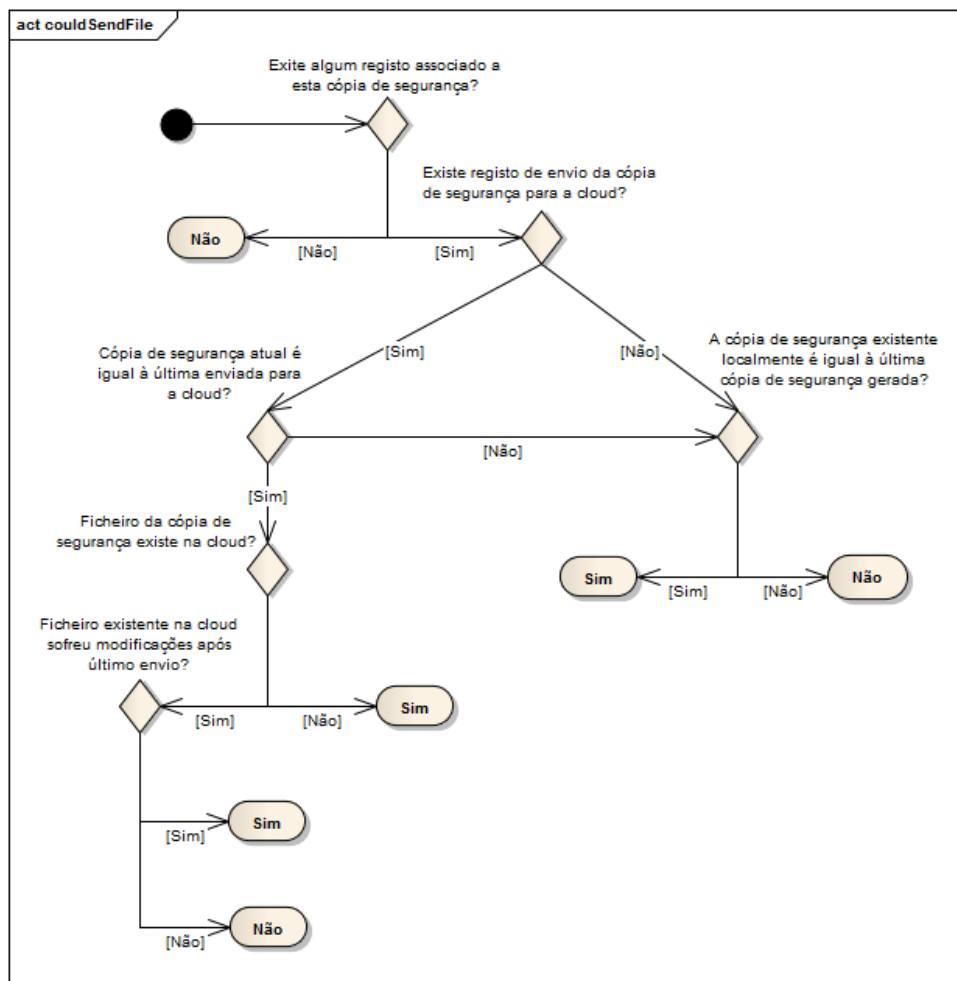 act couldSendFile
Exite algum registo associado a
esta cópia de segurança?
Existe registo de envio da cópia
de segurança para a cloud?
Não
[Não]
[Sim]
Cópia de segurança atual é
igual à última enviada para
a cloud?
[Sim]
[Não]
A cópia de segurança existente
localmente é igual à última
cópia de segurança gerada?
[Não]
[Sim]
Ficheiro da cópia de
segurança existe na cloud?
Sim
[Sim]
[Não]
Não
Ficheiro existente na cloud
sofreu modificações após
último envio?
[Sim]
[Não]
Sim
[Sim]
Sim
[Não]
Não